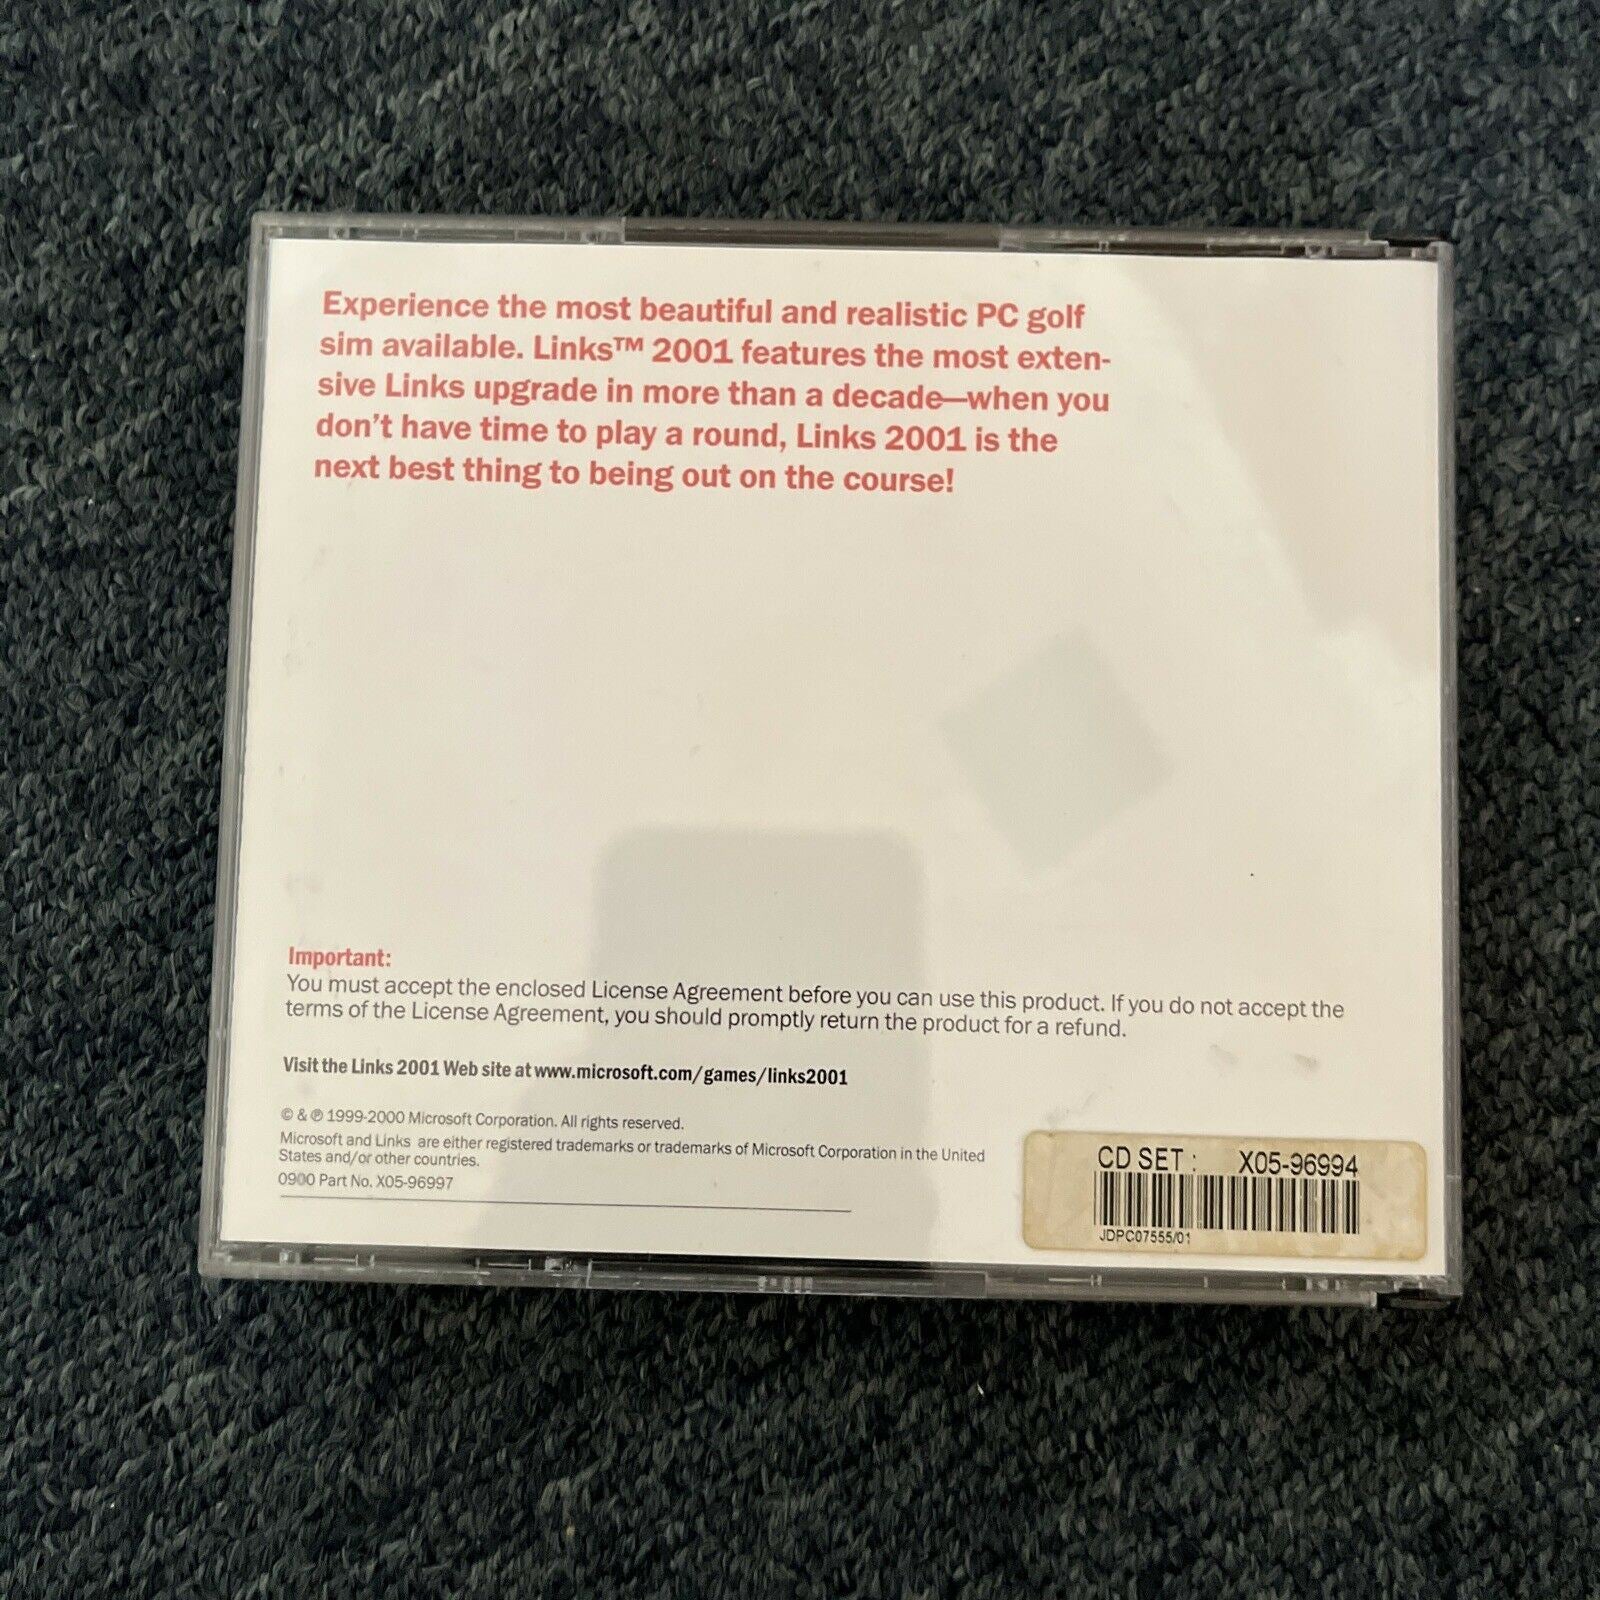 Experience the most beautiful and realistic PC golf
sim available. Links™ 2001 features the most exten-
sive Links upgrade in more than a decade—when you
don't have time to play a round, Links 2001 is the
next best thing to being out on the course!
Important:
You must accept the enclosed License Agreement before you can use this product. If you do not accept the
terms of the License Agreement, you should promptly return the product for a refund.
Visit the Links 2001 Web site at www.microsoft.com/games/links2001
© & ℗ 1999-2000 Microsoft Corporation. All rights reserved.
Microsoft and Links are either registered trademarks or trademarks of Microsoft Corporation in the United
States and/or other countries.
0900 Part No. X05-96997
CD SET : X05-96994
JDPC07555/01